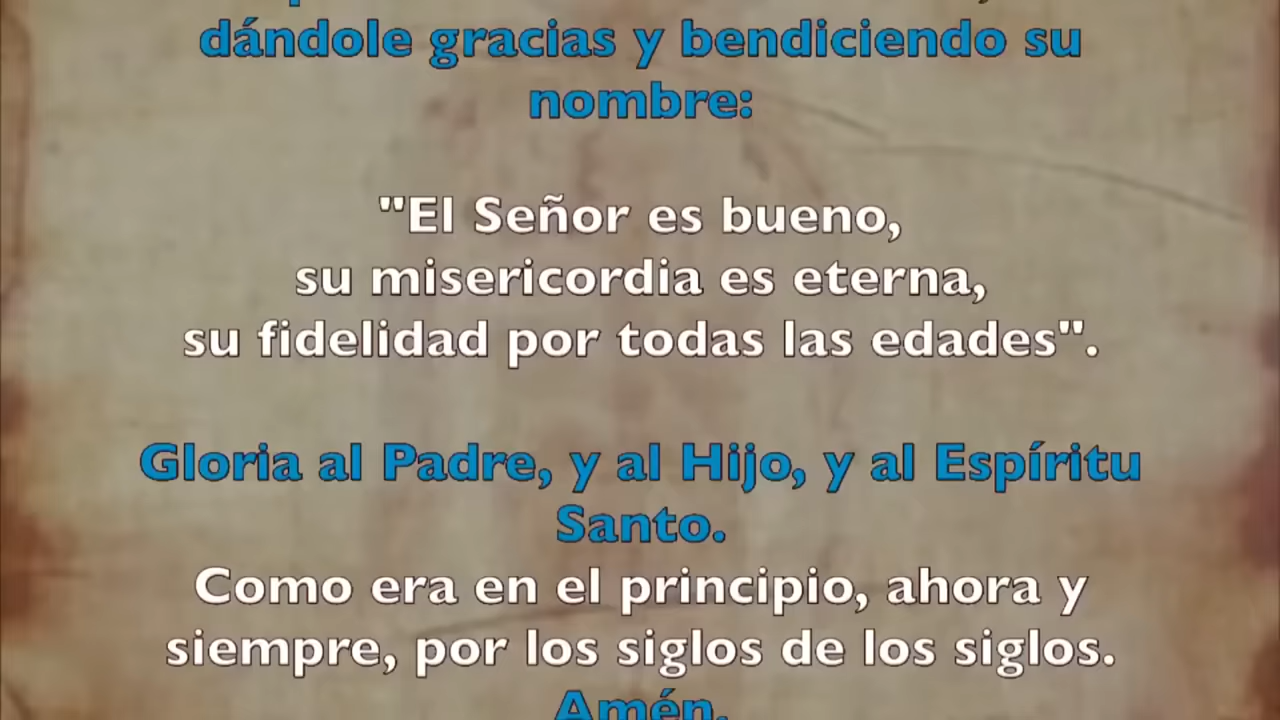 dándole gracias y bendiciendo su
nombre:
"El Señor es bueno,
su misericordia es eterna,
su fidelidad por todas las edades".
Gloria al Padre, y al Hijo, y al Espíritu
Santo.
Como era en el principio, ahora y
siempre, por los siglos de los siglos.
Amén.